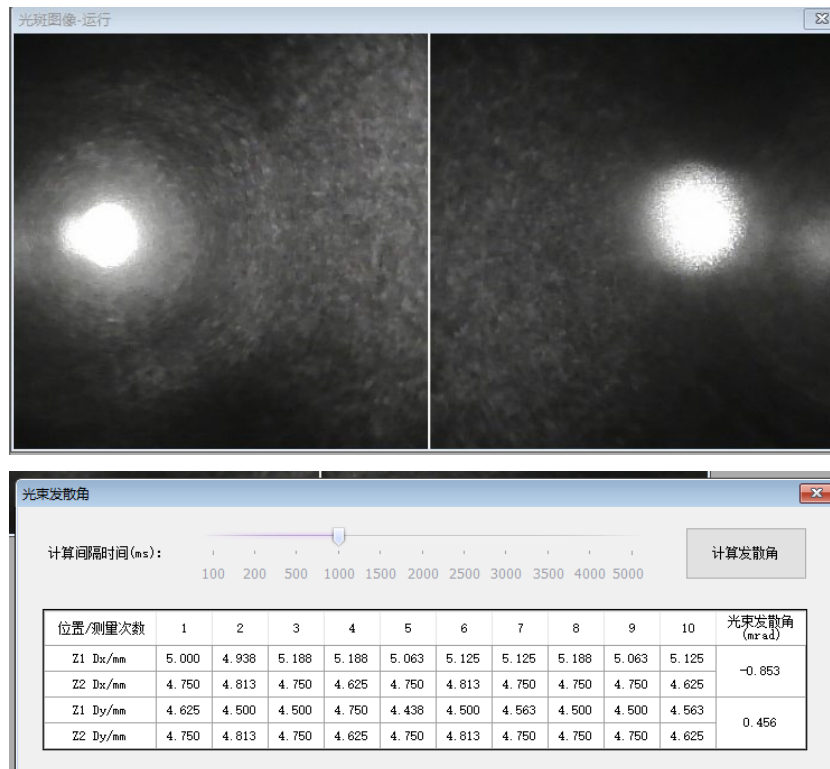 光斑图像-运行
光束发散角
计算间隔时间(ms):
100 200 500 1000 1500 2000 2500 3000 3500 4000 5000
计算发散角
位置/测量次数 1 2 3 4 5 6 7 8 9 10 光束发散角
(mrad)
Z1 Dx/mm 5.000 4.938 5.188 5.188 5.063 5.125 5.125 5.188 5.063 5.125
-0.853
Z2 Dx/mm 4.750 4.813 4.750 4.625 4.750 4.813 4.750 4.750 4.750 4.625
Z1 Dy/mm 4.625 4.500 4.500 4.750 4.438 4.500 4.563 4.500 4.500 4.563
0.456
Z2 Dy/mm 4.750 4.813 4.750 4.625 4.750 4.813 4.750 4.750 4.750 4.625